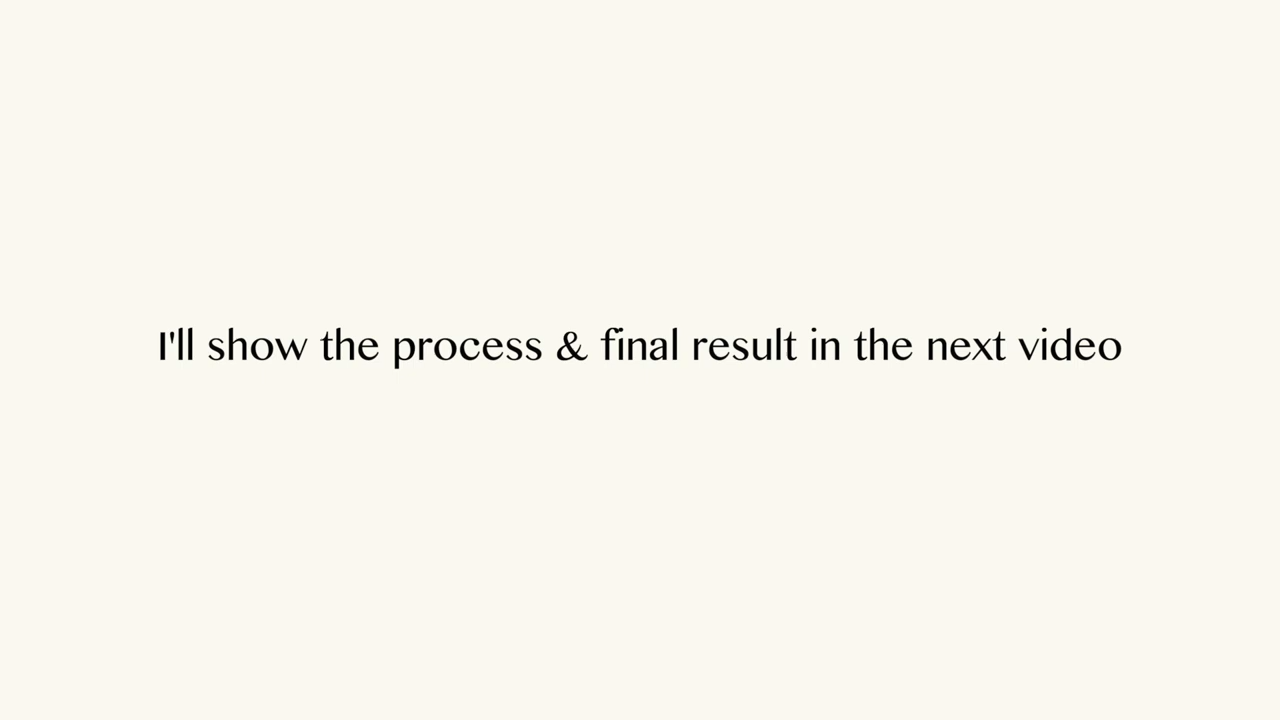 I'll show the process & final result in the next video